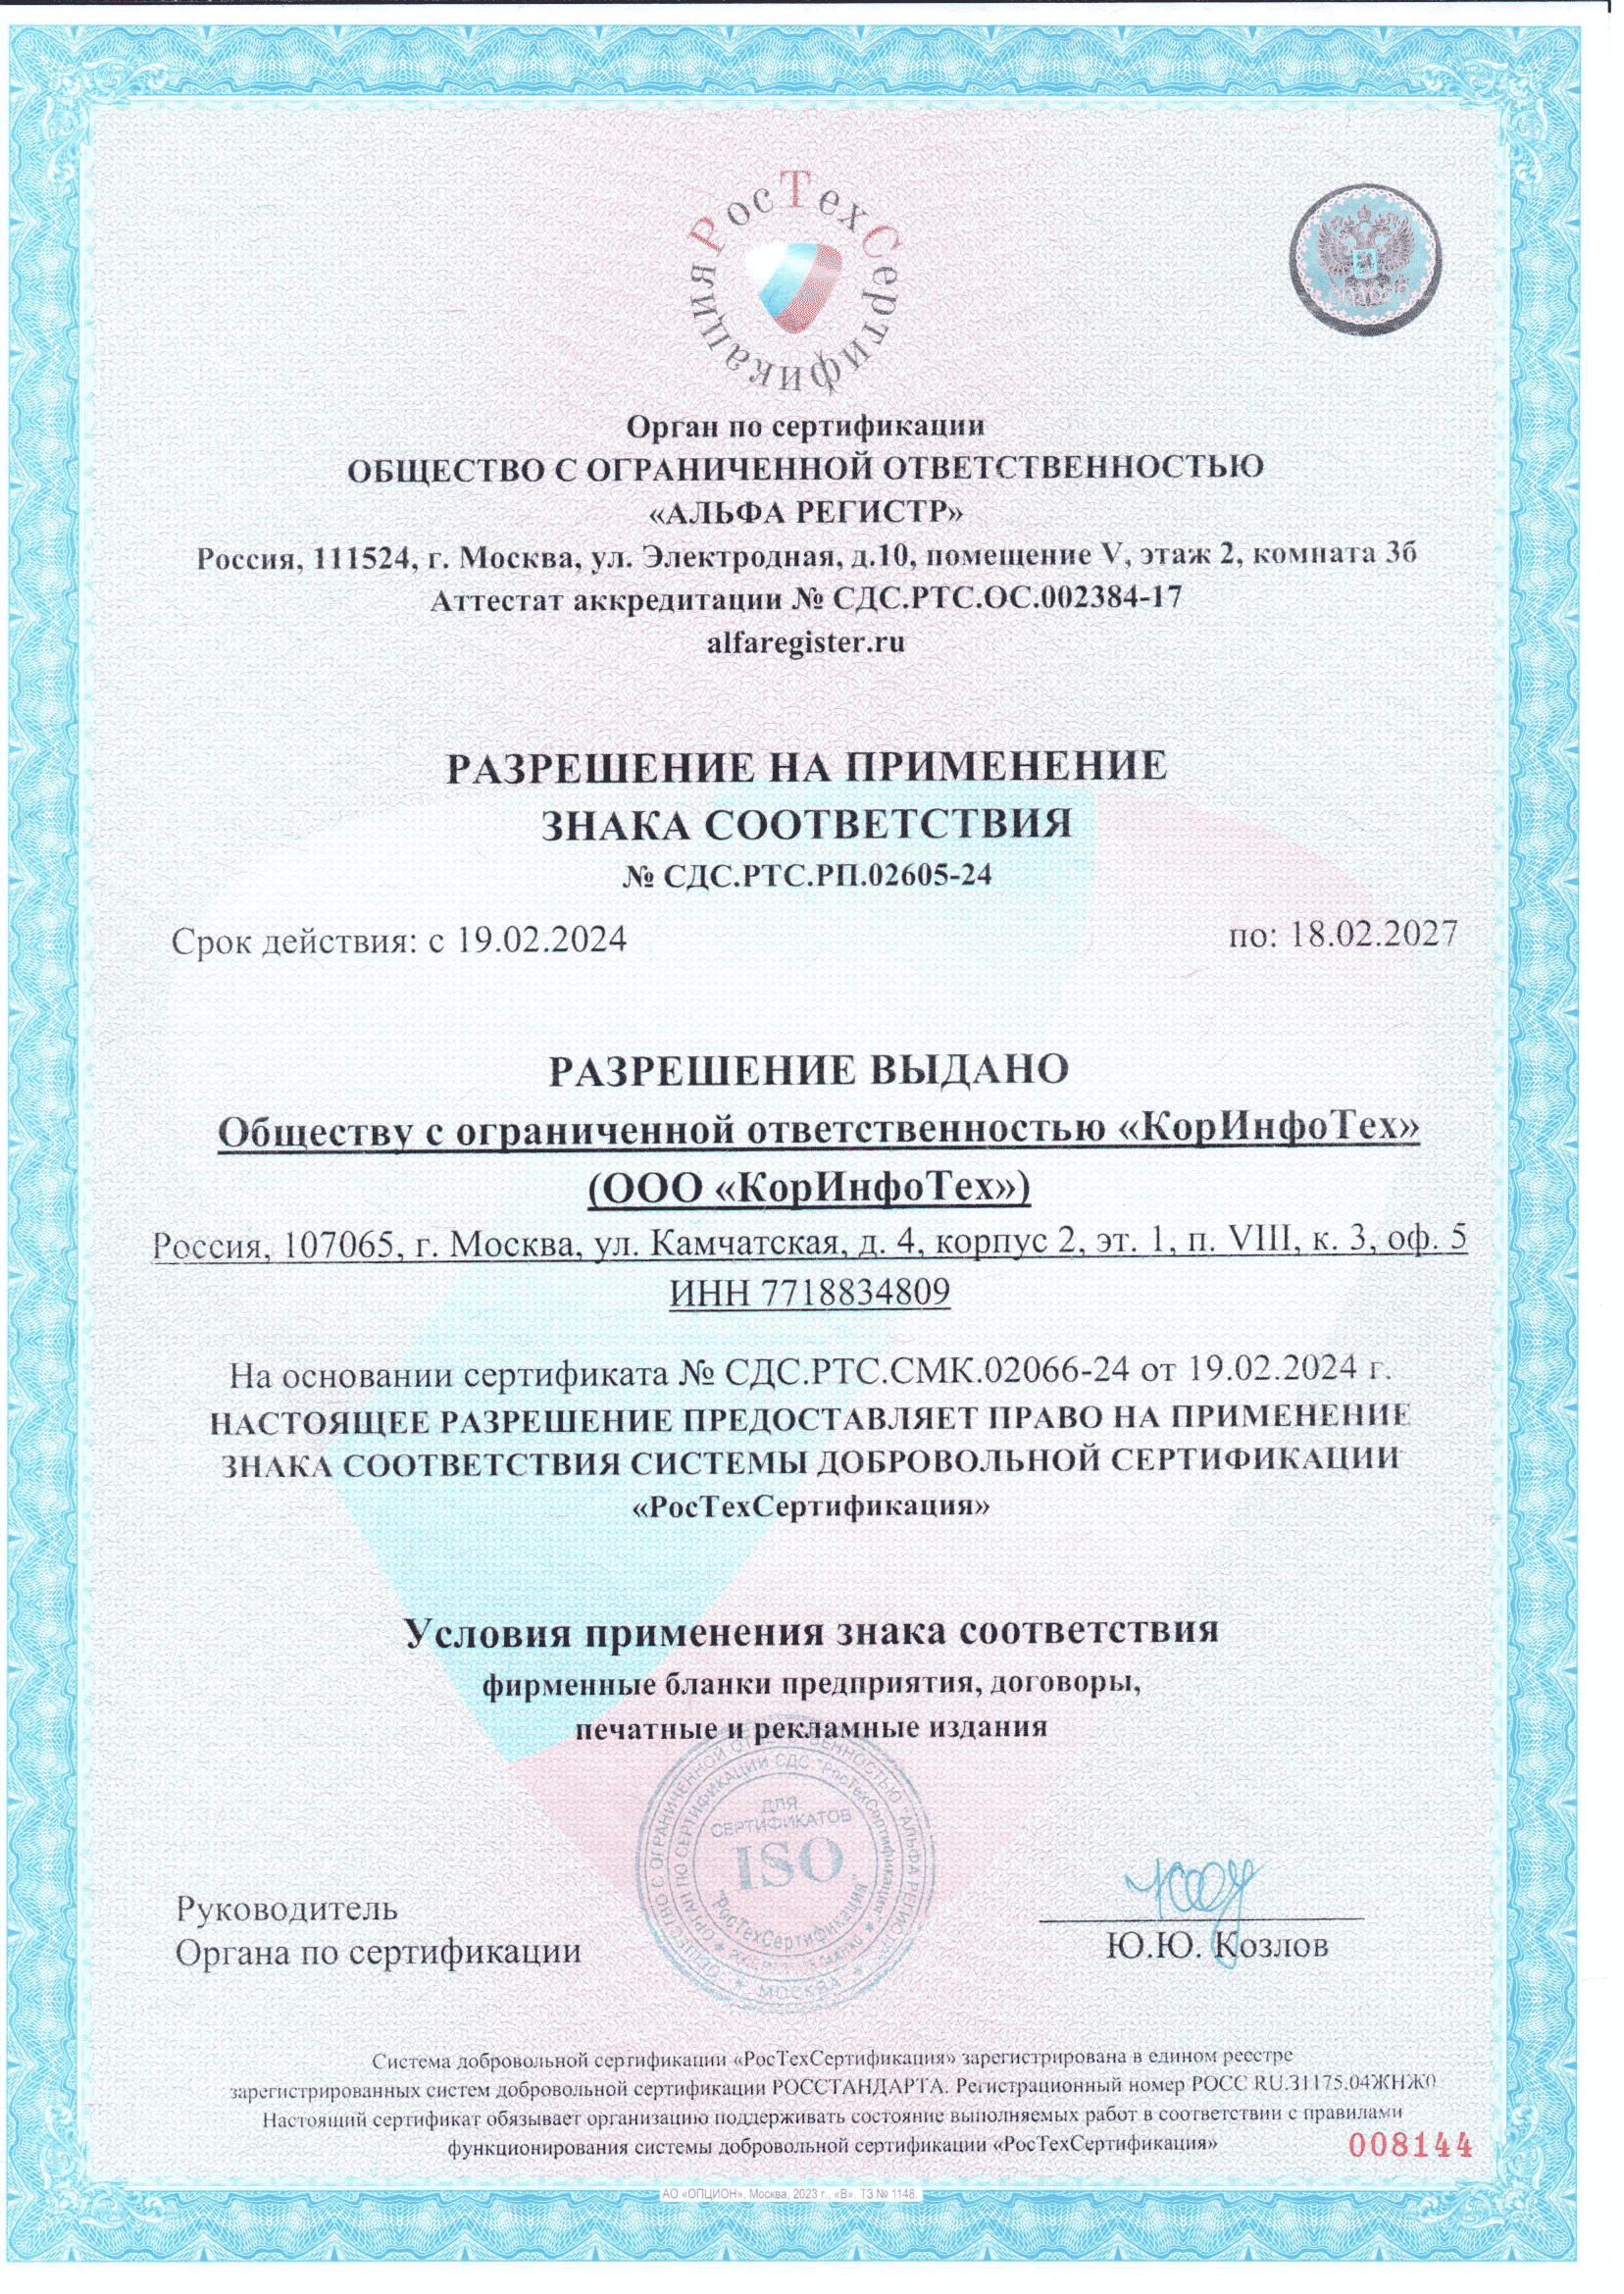 РосТехСертификация
Орган по сертификации
ОБЩЕСТВО С ОГРАНИЧЕННОЙ ОТВЕТСТВЕННОСТЬЮ
«АЛЬФА РЕГИСТР»
Россия, 111524, г. Москва, ул. Электродная, д.10, помещение V, этаж 2, комната 3б
Аттестат аккредитации № СДС.РТС.ОС.002384-17
alfaregister.ru
РАЗРЕШЕНИЕ НА ПРИМЕНЕНИЕ
ЗНАКА СООТВЕТСТВИЯ
№ СДС.РТС.РП.02605-24
Срок действия: с 19.02.2024 по: 18.02.2027
РАЗРЕШЕНИЕ ВЫДАНО
Обществу с ограниченной ответственностью «КорИнфоТех»
(ООО «КорИнфоТех»)
Россия, 107065, г. Москва, ул. Камчатская, д. 4, корпус 2, эт. 1, п. VIII, к. 3, оф. 5
ИНН 7718834809
На основании сертификата № СДС.РТС.СМК.02066-24 от 19.02.2024 г.
НАСТОЯЩЕЕ РАЗРЕШЕНИЕ ПРЕДОСТАВЛЯЕТ ПРАВО НА ПРИМЕНЕНИЕ
ЗНАКА СООТВЕТСТВИЯ СИСТЕМЫ ДОБРОВОЛЬНОЙ СЕРТИФИКАЦИИ
«РосТехСертификация»
Условия применения знака соответствия
фирменные бланки предприятия, договоры,
печатные и рекламные издания
ОБЩЕСТВО С ОГРАНИЧЕННОЙ ОТВЕТСТВЕННОСТЬЮ "АЛЬФА РЕГИСТР" * МОСКВА *
ОРГАН ПО СЕРТИФИКАЦИИ СДС "РосТехСертификация"
ДЛЯ
СЕРТИФИКАТОВ
ISO
"РосТехСертификация"
Руководитель
Органа по сертификации
Ю.Ю. Козлов
Система добровольной сертификации «РосТехСертификация» зарегистрирована в едином реестре
зарегистрированных систем добровольной сертификации РОССТАНДАРТА. Регистрационный номер РОСС RU.31175.04ЖНЖ0
Настоящий сертификат обязывает организацию поддерживать состояние выполняемых работ в соответствии с правилами
функционирования системы добровольной сертификации «РосТехСертификация»
008144
АО «ОПЦИОН», Москва, 2023 г., «В». ТЗ № 1148.